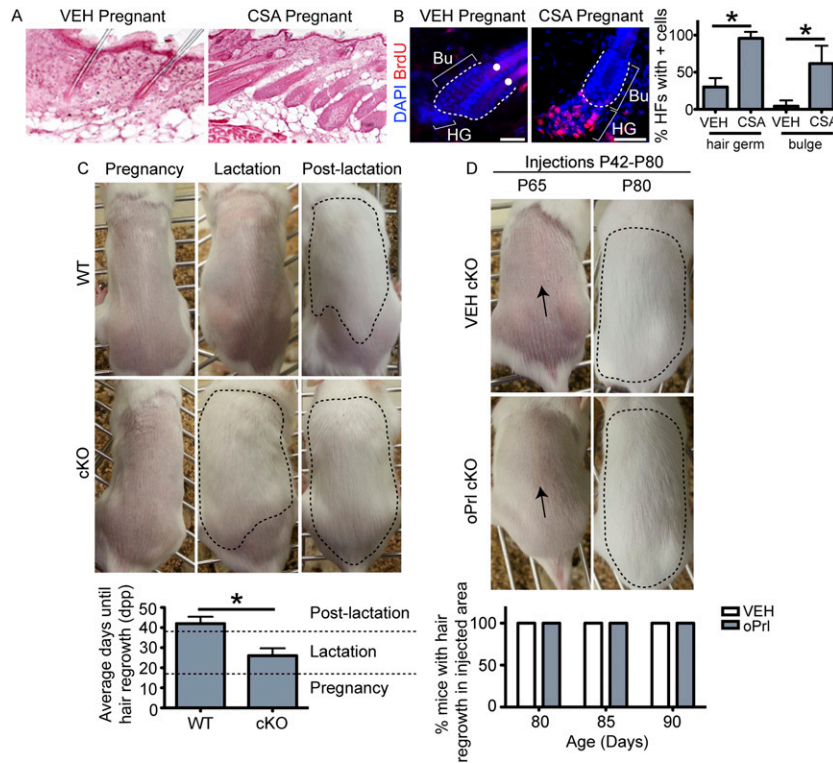 A
VEH Pregnant
CSA Pregnant
B
VEH Pregnant
CSA Pregnant
DAPI BrdU
Bu
HG
Bu
HG
% HFs with + cells
100
50
0
*
*
VEH CSA VEH CSA
hair germ
bulge
C
Pregnancy
Lactation
Post-lactation
WT
cKO
Average days until
hair regrowth (dpp)
50
40
30
20
10
0
*
Post-lactation
Lactation
Pregnancy
WT
cKO
D
Injections P42-P80
P65
P80
VEH cKO
oPrl cKO
% mice with hair
regrowth in injected area
100
50
0
VEH
oPrl
80
85
90
Age (Days)